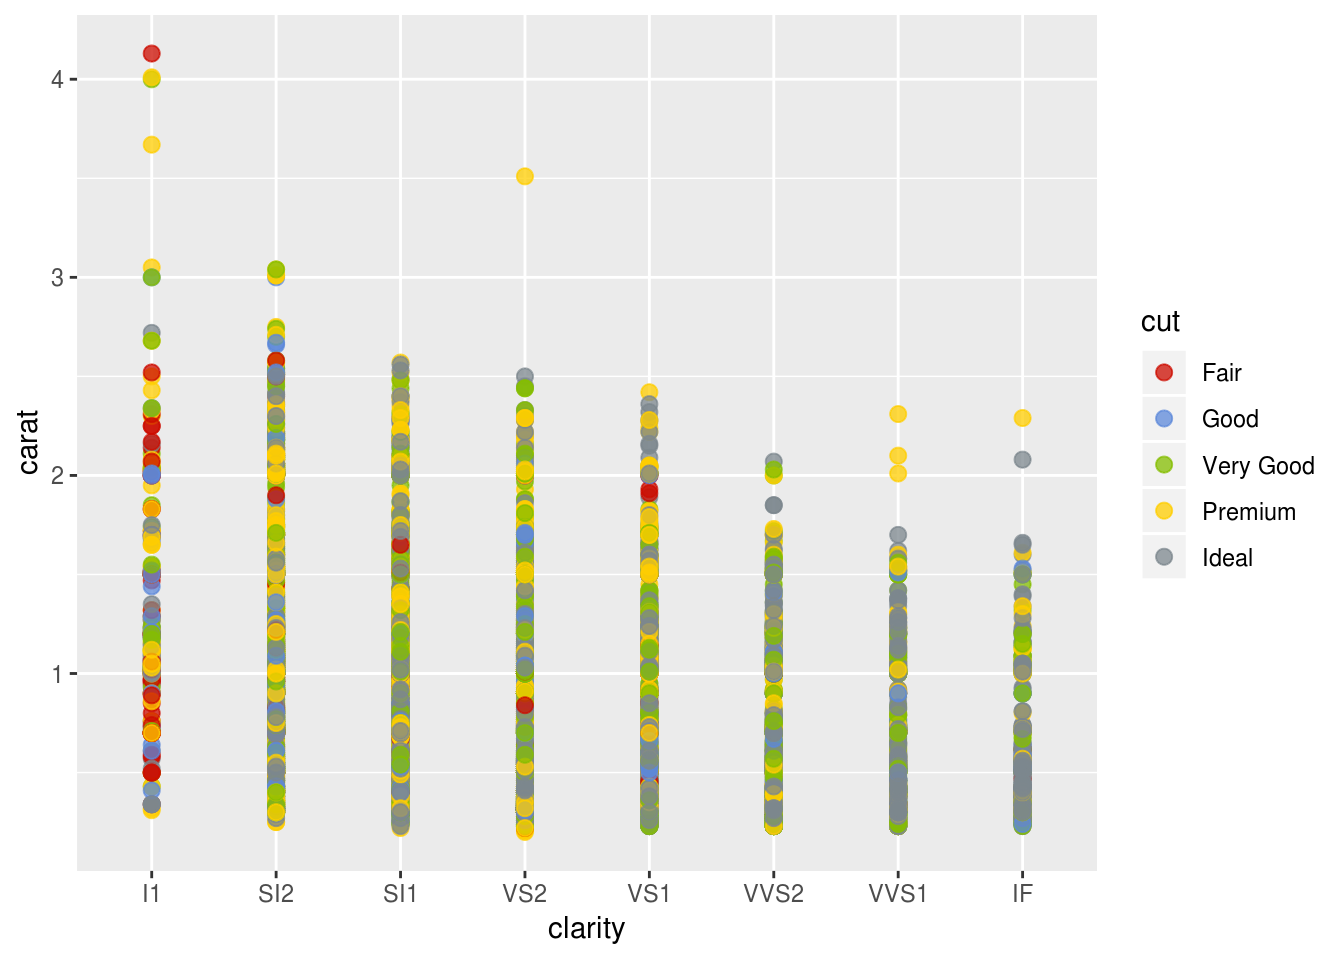 4
3
2
1
carat
I1 SI2 SI1 VS2 VS1 VVS2 VVS1 IF
clarity
cut
Fair
Good
Very Good
Premium
Ideal